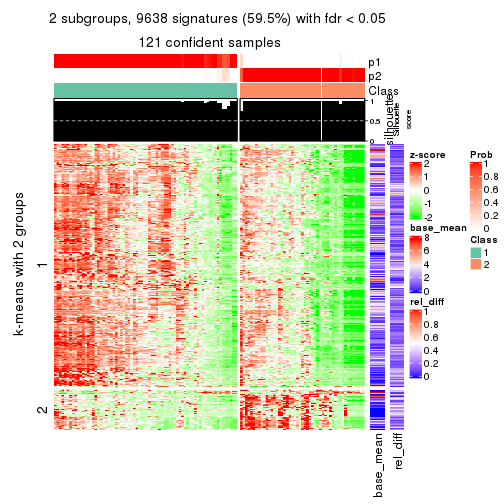 2 subgroups, 9638 signatures (59.5%) with fdr < 0.05
121 confident samples
p1
p2
Class
1
0.5
0
silhouette
Silhouette
score
k-means with 2 groups
1
2
base_mean
rel_diff
z-score
2
1
0
-1
-2
base_mean
8
6
4
2
0
rel_diff
1
0.8
0.6
0.4
0.2
0
Prob
1
0.8
0.6
0.4
0.2
0
Class
1
2